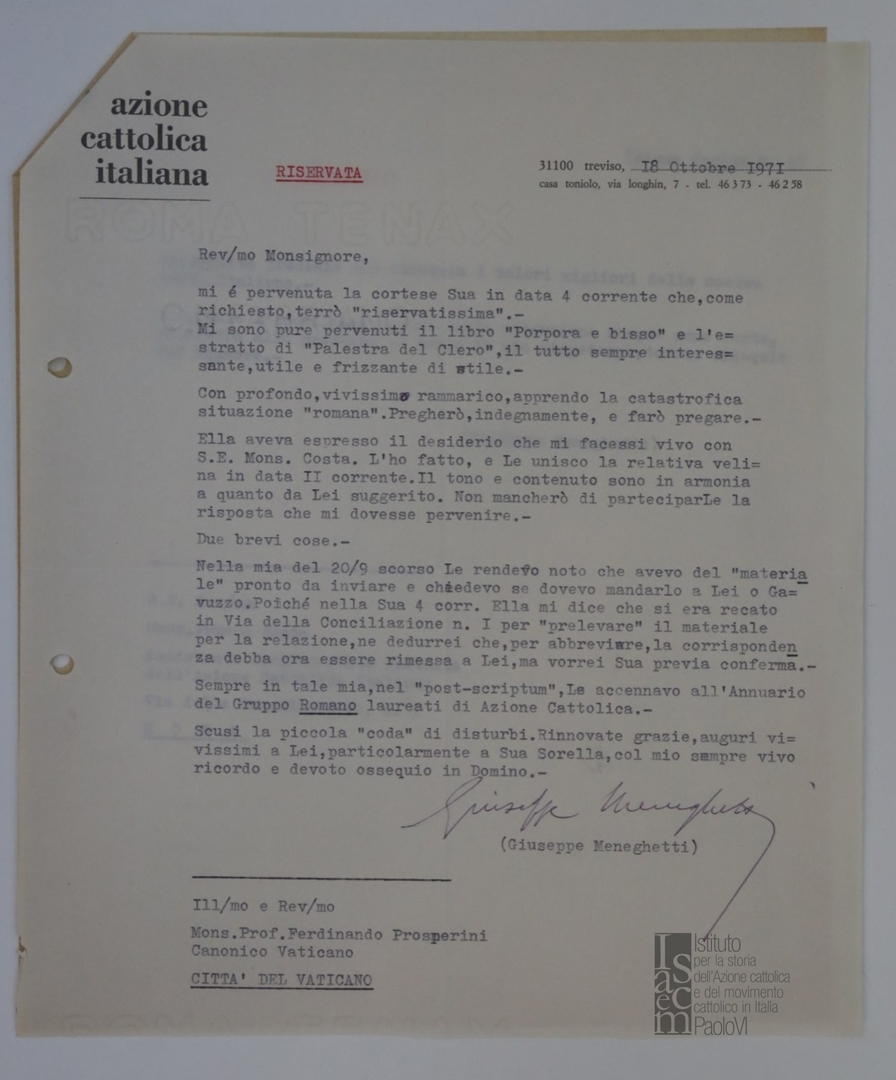 azione
cattolica
italiana
RISERVATA
31100 treviso, I8 Ottobre I97I
casa toniolo, via longhin, 7 - tel. 46 3 73 - 46 2 58
ROMA TENAX
Rev/mo Monsignore,
mi é pervenuta la cortese Sua in data 4 corrente che,come
richiesto,terrò "riservatissima".-
Mi sono pure pervenuti il libro "Porpora e bisso" e l'e=
stratto di "Palestra del Clero",il tutto sempre interes=
sante,utile e frizzante di stile.-
Con profondo,vivissimo rammarico,apprendo la catastrofica
situazione "romana".Pregherò,indegnamente, e farò pregare.-
Ella aveva espresso il desiderio che mi facessi vivo con
S.E. Mons. Costa. L'ho fatto, e Le unisco la relativa veli=
na in data II corrente.Il tono e contenuto sono in armonia
a quanto da Lei suggerito. Non mancherò di parteciparLe la
risposta che mi dovesse pervenire.-
Due brevi cose.-
Nella mia del 20/9 scorso Le rendevo noto che avevo del "materia
le" pronto da inviare e chiedevo se dovevo mandarlo a Lei o Ga=
vuzzo.Poiché nella Sua 4 corr. Ella mi dice che si era recato
in Via della Conciliazione n. I per "prelevare" il materiale
per la relazione,ne dedurrei che,per abbreviare,la corrisponden
za debba ora essere rimessa a Lei,ma vorrei Sua previa conferma.-
Sempre in tale mia,nel "post-scriptum",Le accennavo all'Annuario
del Gruppo Romano laureati di Azione Cattolica.-
Scusi la piccola "coda" di disturbi.Rinnovate grazie,auguri vi=
vissimi a Lei,particolarmente a Sua Sorella,col mio sempre vivo
ricordo e devoto ossequio in Domino.-
Giuseppe Meneghetti
(Giuseppe Meneghetti)
Ill/mo e Rev/mo
Mons.Prof.Ferdinando Prosperini
Canonico Vaticano
CITTA' DEL VATICANO
Isacem
Istituto
per la storia
dell'Azione cattolica
e del movimento
cattolico in Italia
PaoloVI